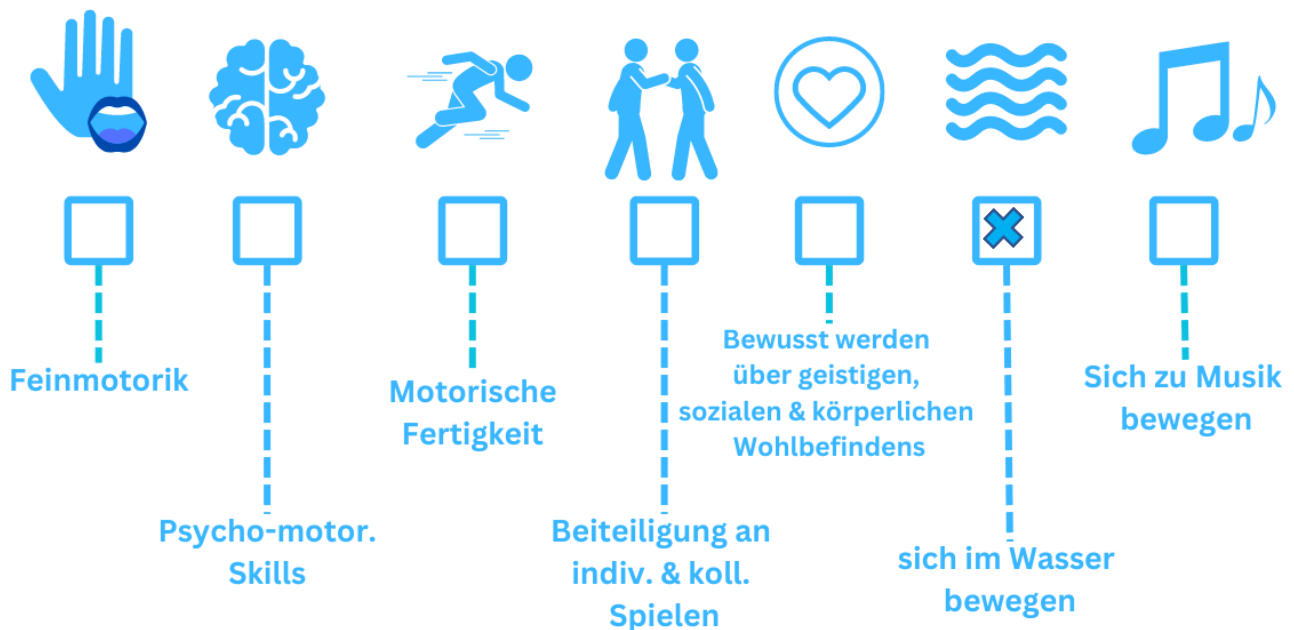 Feinmotorik
Psycho-motor.
Skills
Motorische
Fertigkeit
Beiteiligung an
indiv. & koll.
Spielen
Bewusst werden
über geistigen,
sozialen & körperlichen
Wohlbefindens
sich im Wasser
bewegen
Sich zu Musik
bewegen